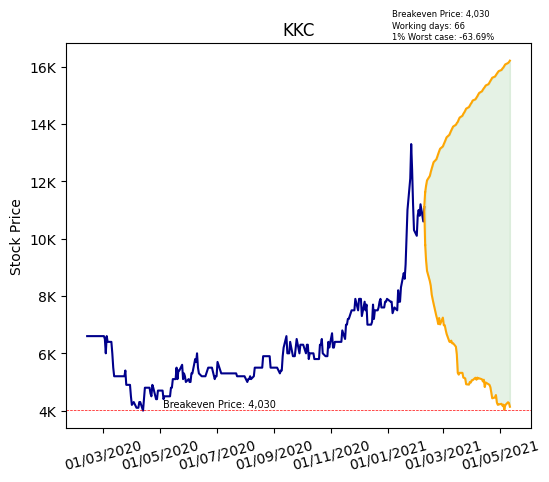 Breakeven Price: 4,030
Working days: 66
1% Worst case: -63.69%
KKC
Stock Price
16K
14K
12K
10K
8K
6K
4K
Breakeven Price: 4,030
01/03/2020
01/05/2020
01/07/2020
01/09/2020
01/11/2020
01/01/2021
01/03/2021
01/05/2021